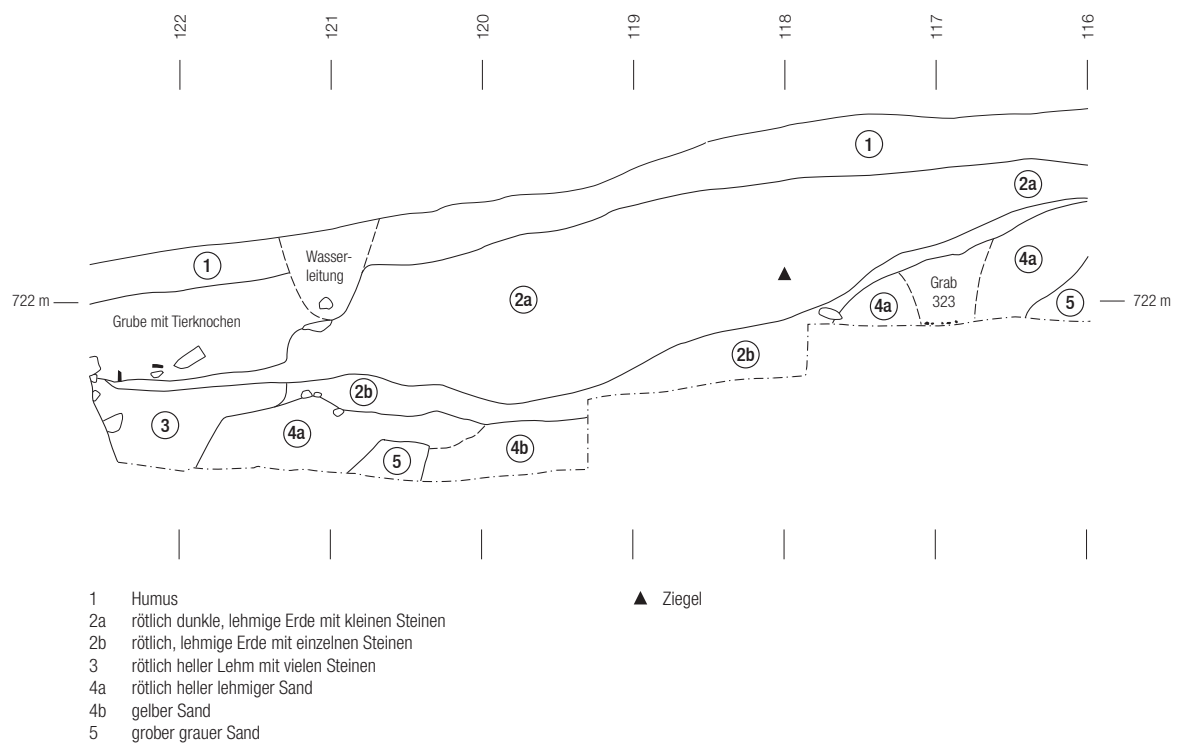 122 121 120 119 118 117 116
1
2a
Wasser-
leitung
1
4a
Grab
323
722 m
2a
4a
5
722 m
Grube mit Tierknochen
2b
2b
3
4a
5
4b
1 Humus
▲ Ziegel
2a rötlich dunkle, lehmige Erde mit kleinen Steinen
2b rötlich, lehmige Erde mit einzelnen Steinen
3 rötlich heller Lehm mit vielen Steinen
4a rötlich heller lehmiger Sand
4b gelber Sand
5 grober grauer Sand